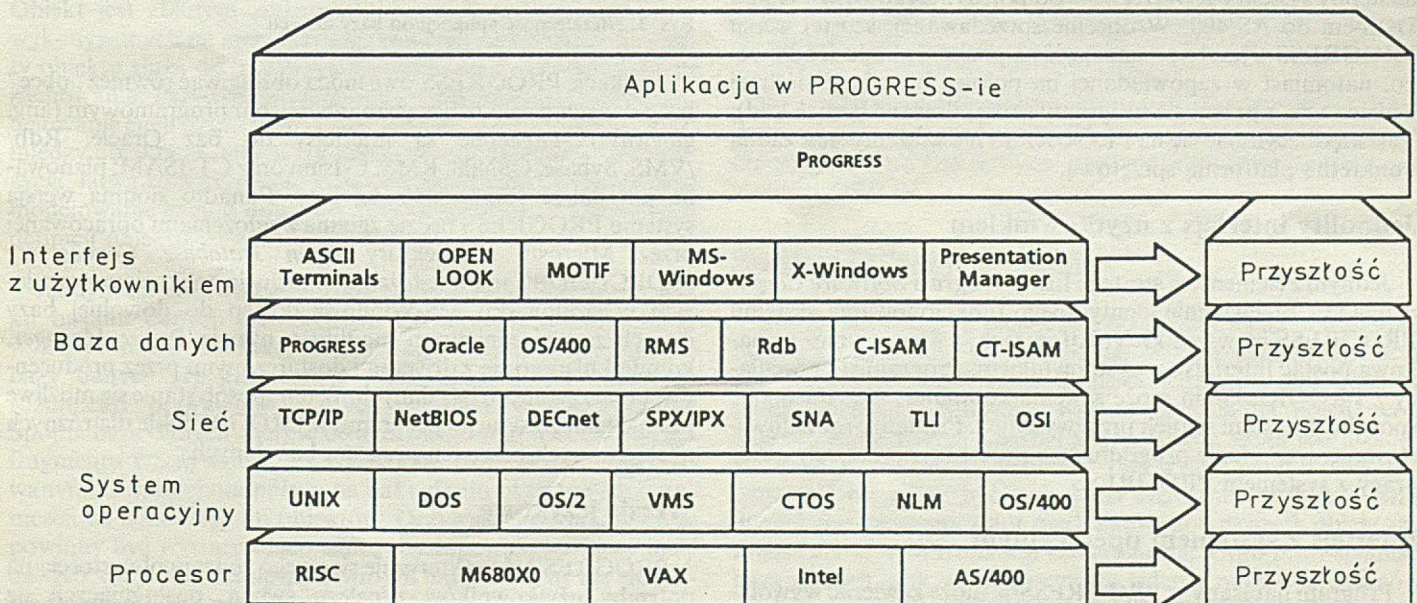 Aplikacja w PROGRESS-ie
PROGRESS
Interfejs z użytkownikiem
ASCII Terminals
OPEN LOOK
MOTIF
MS-Windows
X-Windows
Presentation Manager
Przyszłość
Baza danych
PROGRESS
Oracle
OS/400
RMS
Rdb
C-ISAM
CT-ISAM
Przyszłość
Sieć
TCP/IP
NetBIOS
DECnet
SPX/IPX
SNA
TLI
OSI
Przyszłość
System operacyjny
UNIX
DOS
OS/2
VMS
CTOS
NLM
OS/400
Przyszłość
Procesor
RISC
M680X0
VAX
Intel
AS/400
Przyszłość